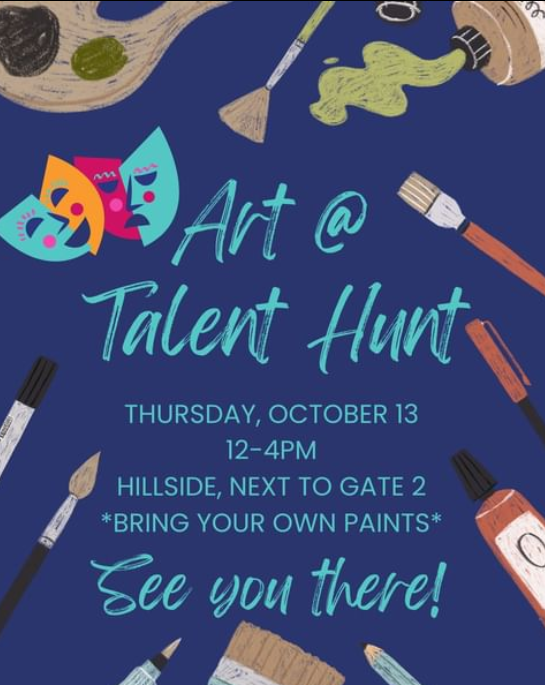 Art @
Talent Hunt
THURSDAY, OCTOBER 13
12-4PM
HILLSIDE, NEXT TO GATE 2
*BRING YOUR OWN PAINTS*
See you there!